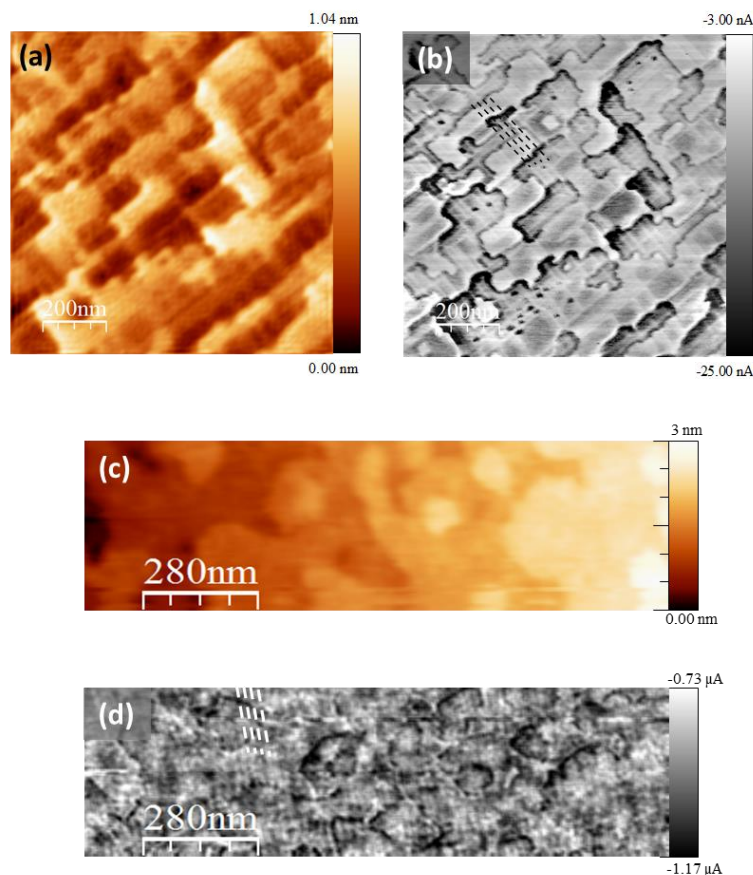 1.04 nm
(a)
200nm
0.00 nm
-3.00 nA
(b)
200nm
-25.00 nA
3 nm
(c)
280nm
0.00 nm
-0.73 µA
(d)
280nm
-1.17 µA